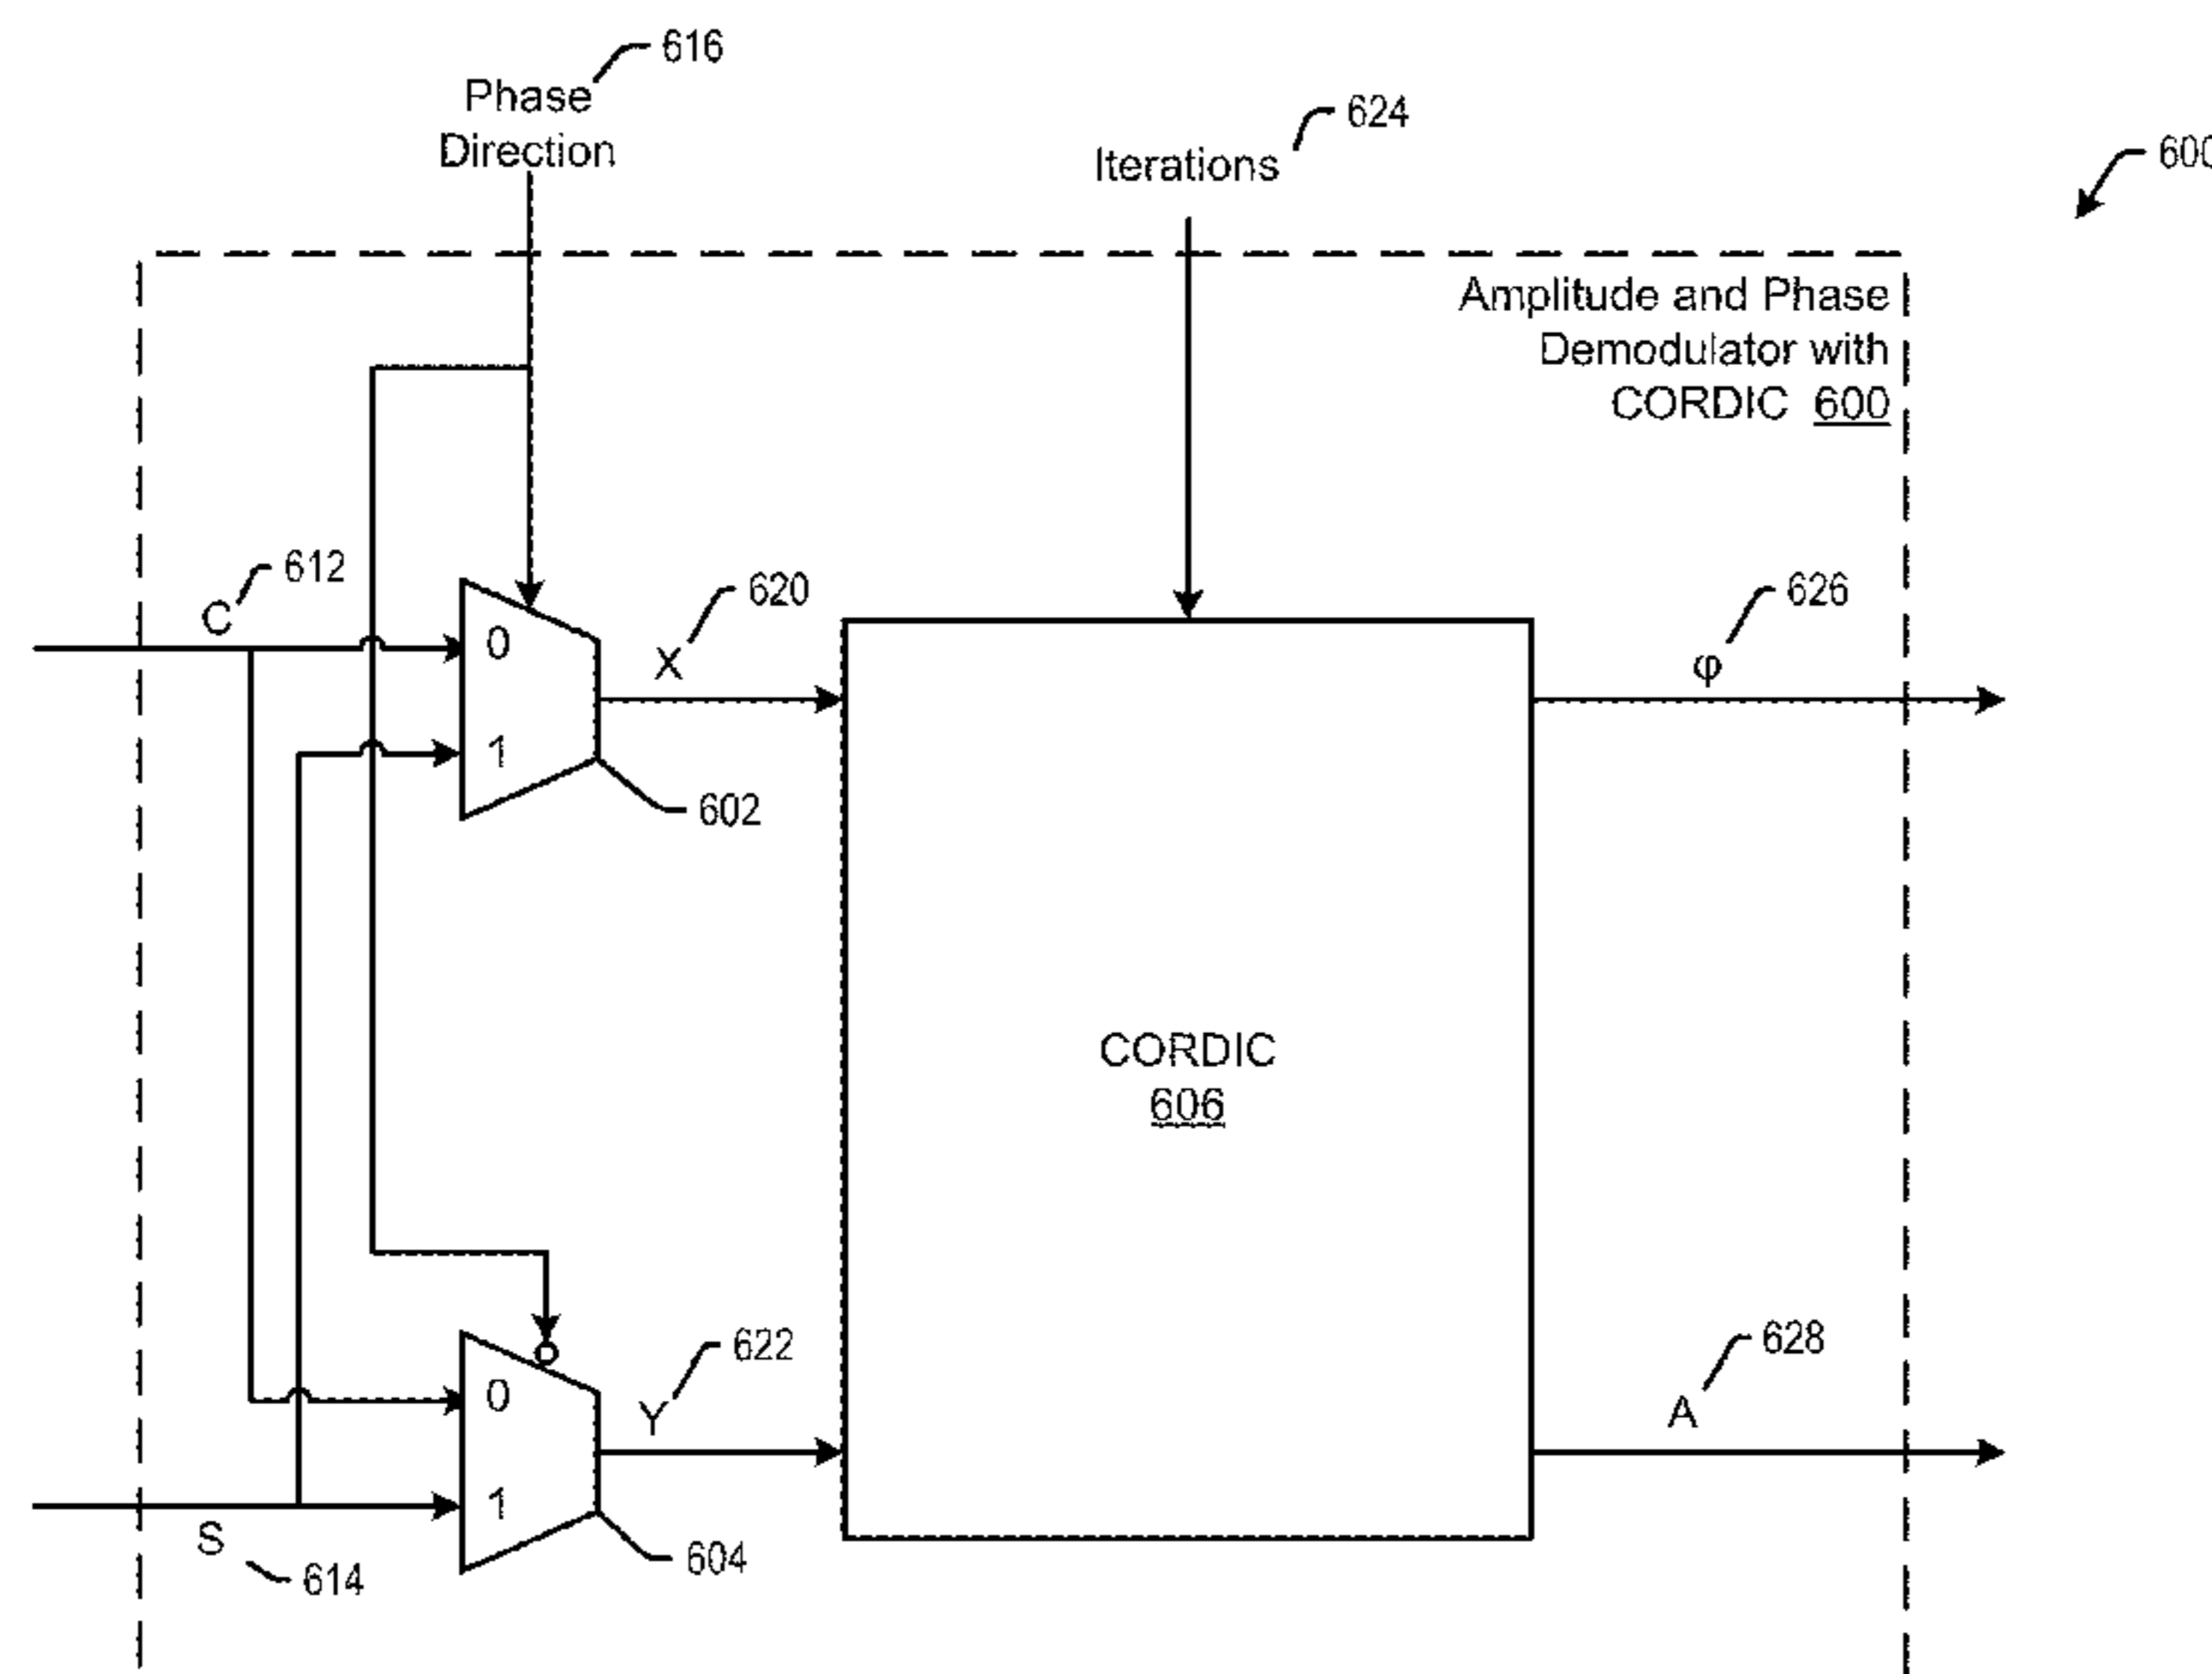 616
Phase
Direction
624
Iterations
600
Amplitude and Phase
Demodulator with
CORDIC 600
C
612
0
1
X
620
602
φ
626
CORDIC
606
0
1
Y
622
604
A
628
S
614